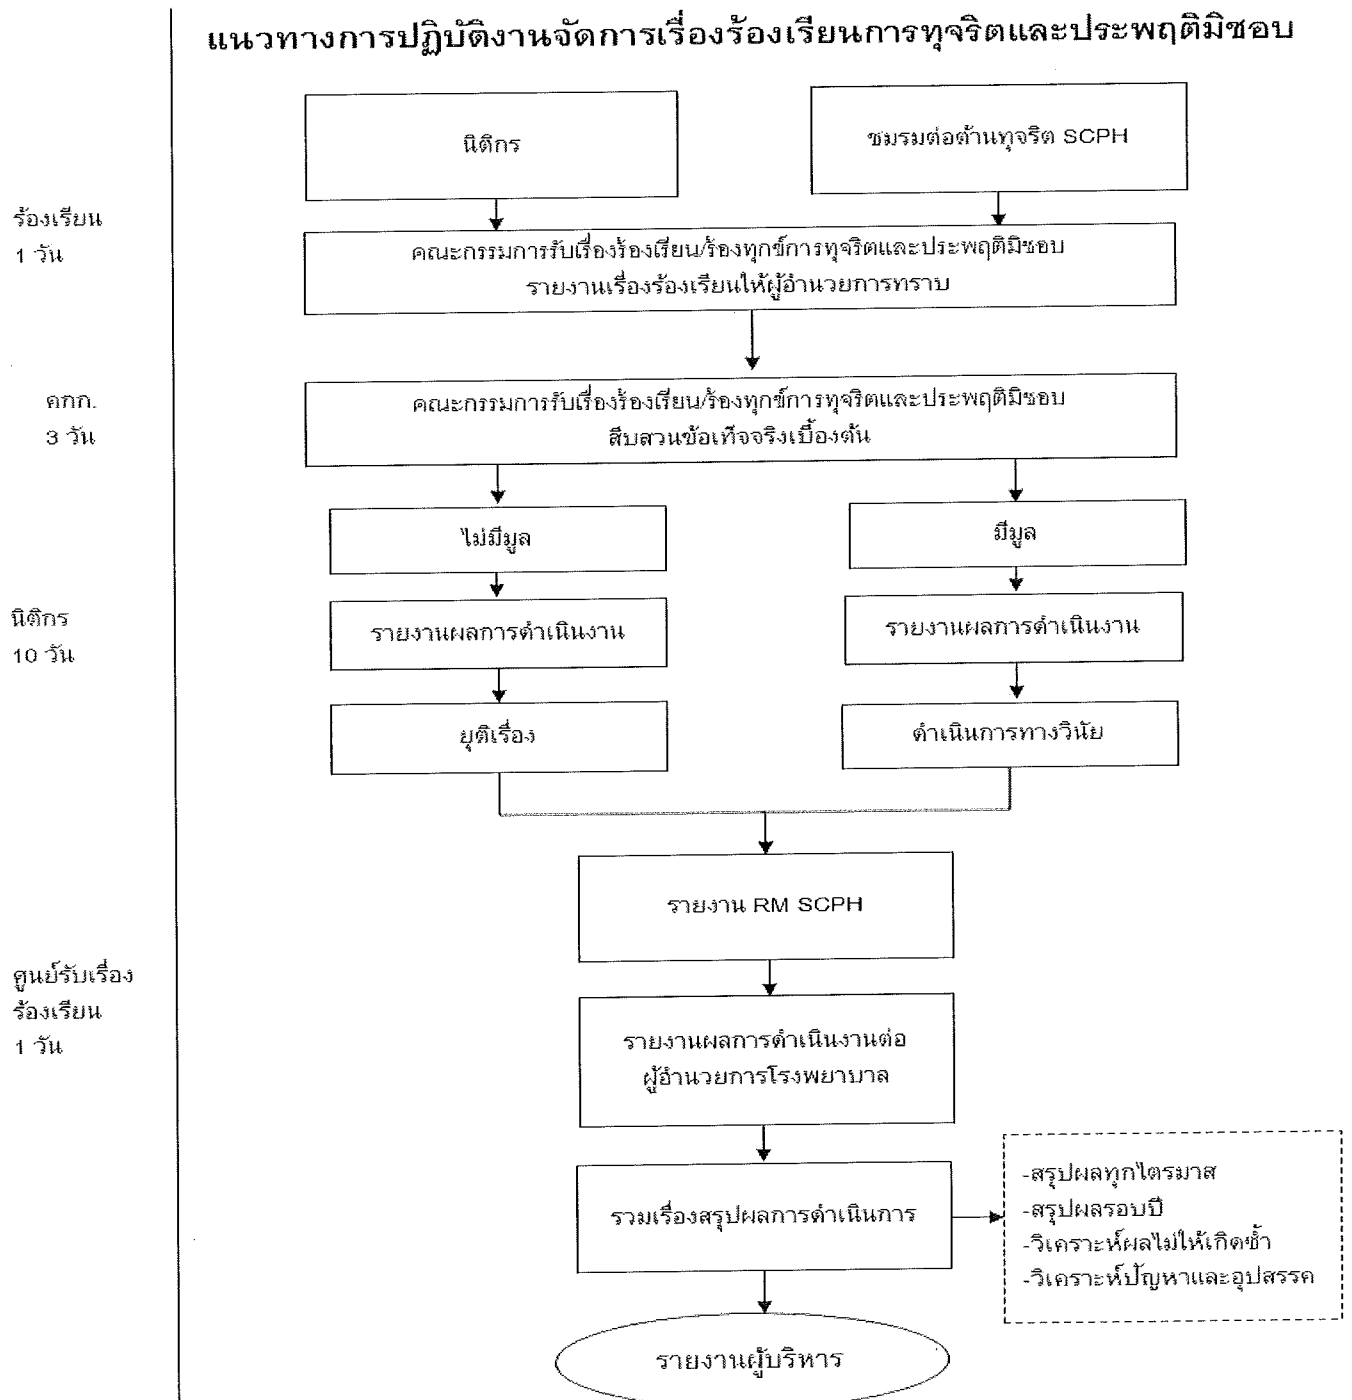 แนวทางการปฏิบัติงานจัดการเรื่องร้องเรียนการทุจริตและประพฤติมิชอบ
นิติกร
ชมรมต่อต้านทุจริต SCPH
ร้องเรียน
1 วัน
คณะกรรมการรับเรื่องร้องเรียน/ร้องทุกข์การทุจริตและประพฤติมิชอบ
รายงานเรื่องร้องเรียนให้ผู้อำนวยการทราบ
คกก.
3 วัน
คณะกรรมการรับเรื่องร้องเรียน/ร้องทุกข์การทุจริตและประพฤติมิชอบ
สืบสวนข้อเท็จจริงเบื้องต้น
ไม่มีมูล
มีมูล
นิติกร
10 วัน
รายงานผลการดำเนินงาน
รายงานผลการดำเนินงาน
ยุติเรื่อง
ดำเนินการทางวินัย
รายงาน RM SCPH
ศูนย์รับเรื่อง
ร้องเรียน
1 วัน
รายงานผลการดำเนินงานต่อ
ผู้อำนวยการโรงพยาบาล
รวมเรื่องสรุปผลการดำเนินการ
-สรุปผลทุกไตรมาส
-สรุปผลรอบปี
-วิเคราะห์ผลไม่ให้เกิดซ้ำ
-วิเคราะห์ปัญหาและอุปสรรค
รายงานผู้บริหาร